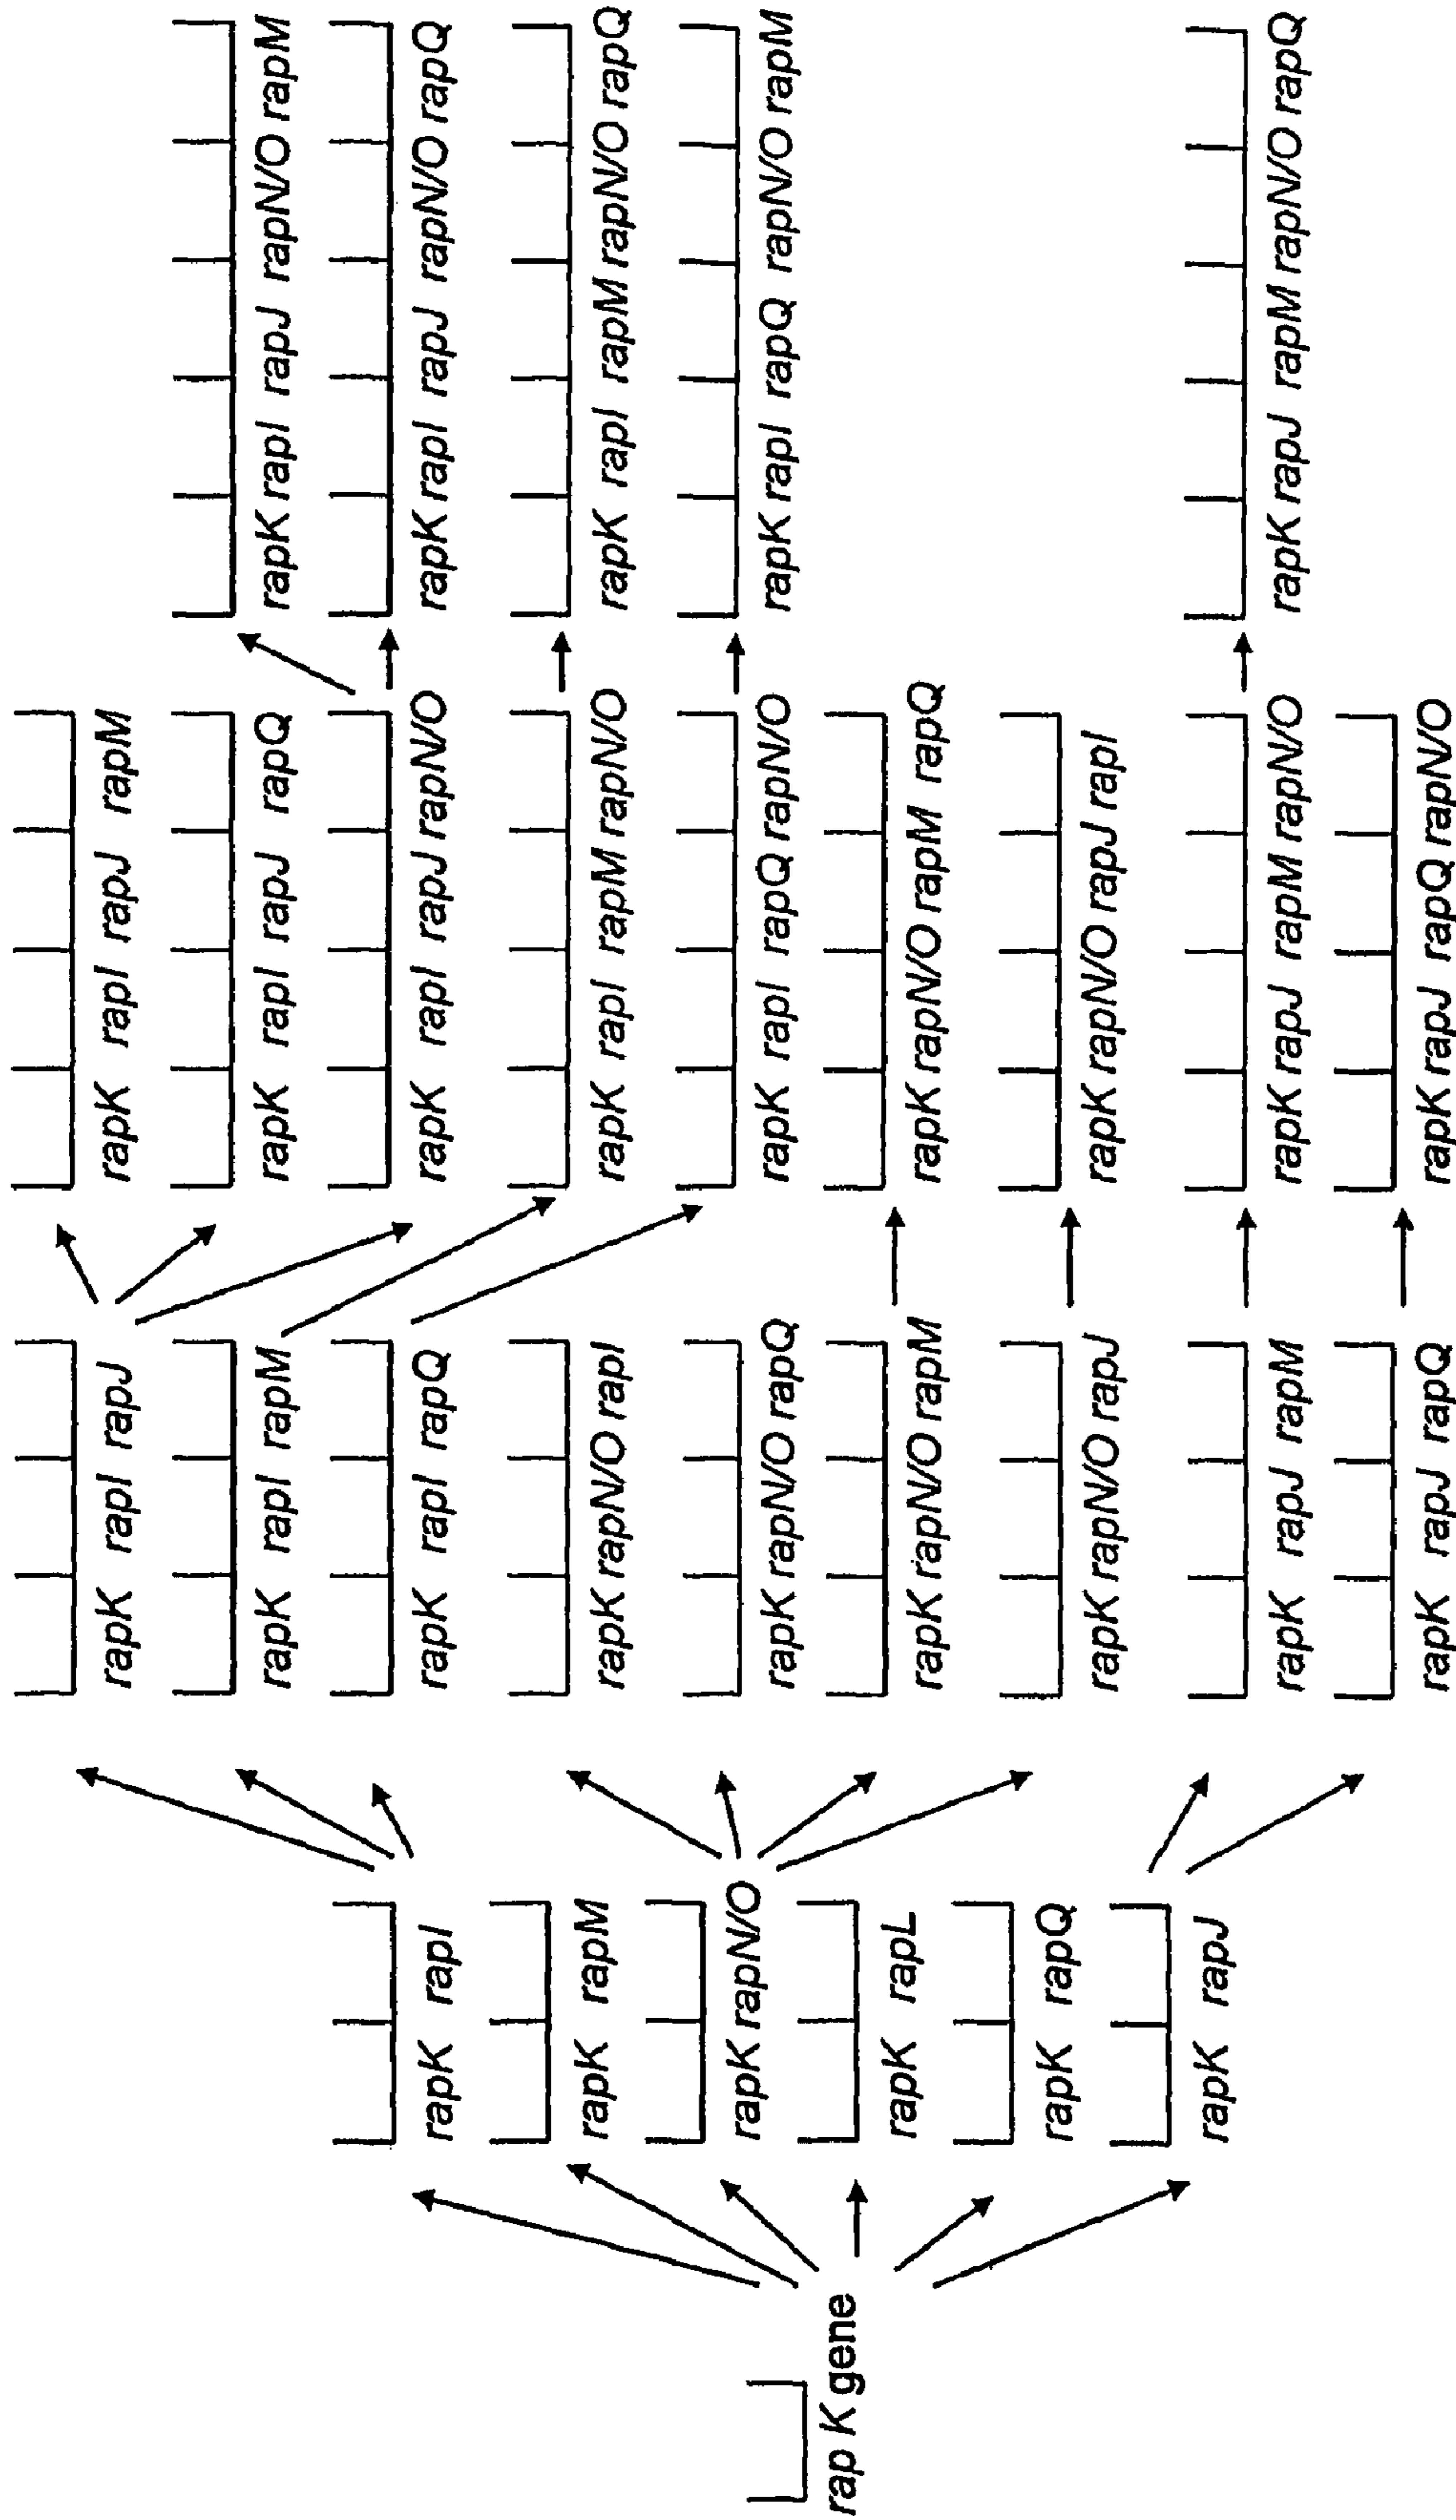 rap K gene
rapK rapI
rapK rapM
rapK rapN/O
rapK rapL
rapK rapQ
rapK rapJ
rapK rapI rapJ
rapK rapI rapM
rapK rapI rapQ
rapK rapN/O rapI
rapK rapN/O rapQ
rapK rapN/O rapM
rapK rapN/O rapJ
rapK rapJ rapM
rapK rapJ rapQ
rapK rapI rapJ rapM
rapK rapI rapJ rapQ
rapK rapI rapJ rapN/O
rapK rapI rapM rapN/O
rapK rapI rapQ rapN/O
rapK rapN/O rapM rapQ
rapK rapN/O rapJ rapI
rapK rapJ rapM rapN/O
rapK rapJ rapQ rapN/O
rapK rapI rapJ rapN/O rapM
rapK rapI rapJ rapN/O rapQ
rapK rapI rapM rapN/O rapQ
rapK rapI rapQ rapN/O rapM
rapK rapJ rapM rapN/O rapQ